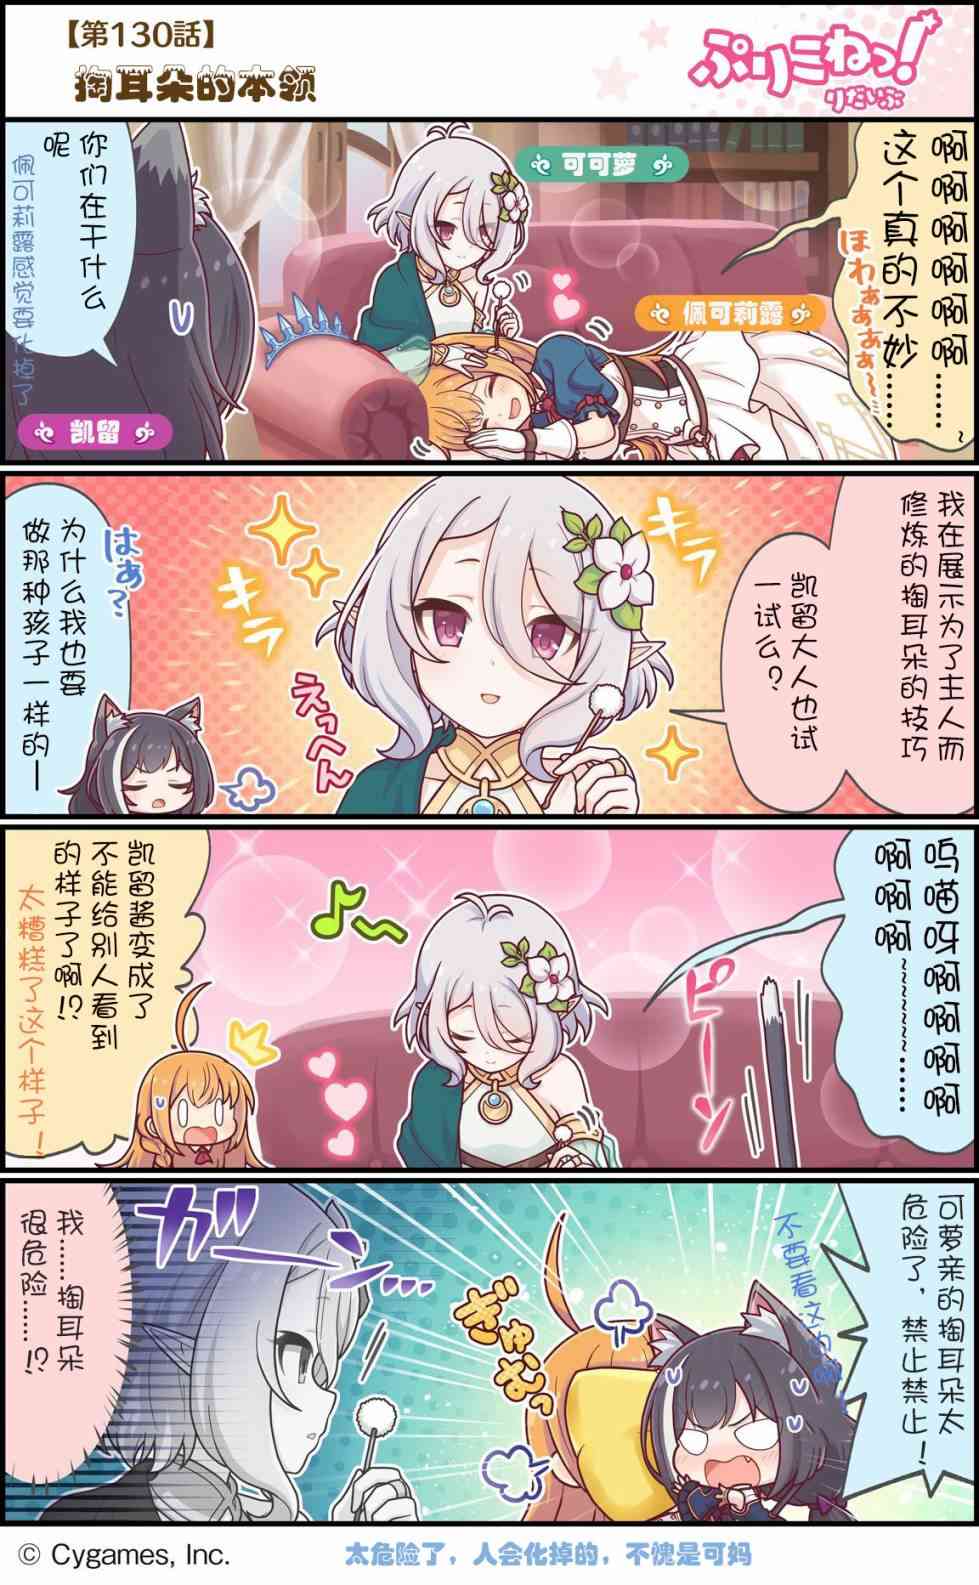 【第130話】
掏耳朵的本领
ぷりこねっ!
りだいぶ
啊啊啊啊啊啊……~
这个真的不妙……
ほわぁぁぁぁ~
可可萝
佩可莉露
你们在干什么
呢
佩可莉露感觉要化掉了
凯留
我在展示为了主人而
修炼的掏耳朵的技巧
凯留大人也试
一试么?
キラ
キラ
えっへん
はぁ?
为什么我也要
做那种孩子一样的—
呜喵呀啊啊啊啊
啊啊啊~~~~~……
ピーーン
凯留酱变成了
不能给别人看到
的样子了啊!?
太糟糕了这个样子!
可萝亲的掏耳朵太
危险了,禁止禁止!
不要看这边啊!
ぎゅむっ
ガーーン…
我……掏耳朵
很危险……!?
© Cygames, Inc.
太危险了，人会化掉的，不愧是可妈